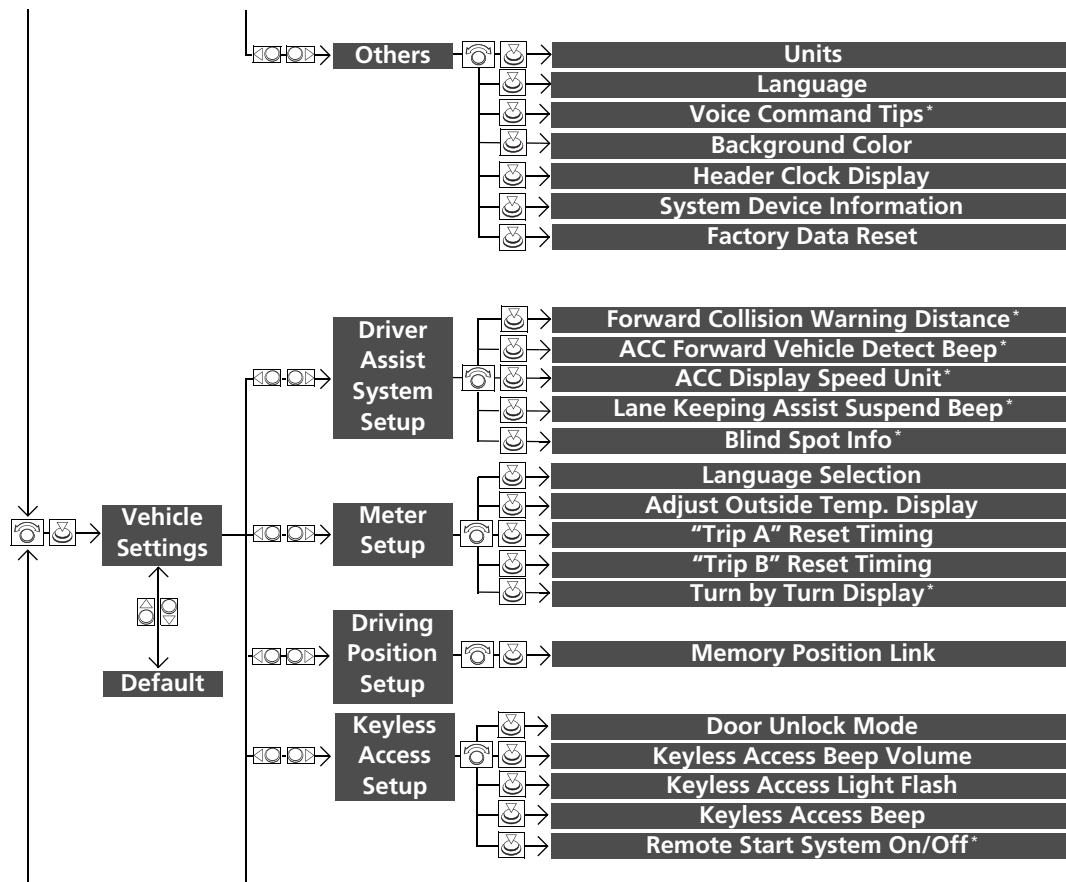 Others
Units
Language
Voice Command Tips*
Background Color
Header Clock Display
System Device Information
Factory Data Reset
Driver
Assist
System
Setup
Forward Collision Warning Distance*
ACC Forward Vehicle Detect Beep*
ACC Display Speed Unit*
Lane Keeping Assist Suspend Beep*
Blind Spot Info*
Vehicle
Settings
Default
Meter
Setup
Language Selection
Adjust Outside Temp. Display
“Trip A” Reset Timing
“Trip B” Reset Timing
Turn by Turn Display*
Driving
Position
Setup
Memory Position Link
Keyless
Access
Setup
Door Unlock Mode
Keyless Access Beep Volume
Keyless Access Light Flash
Keyless Access Beep
Remote Start System On/Off*